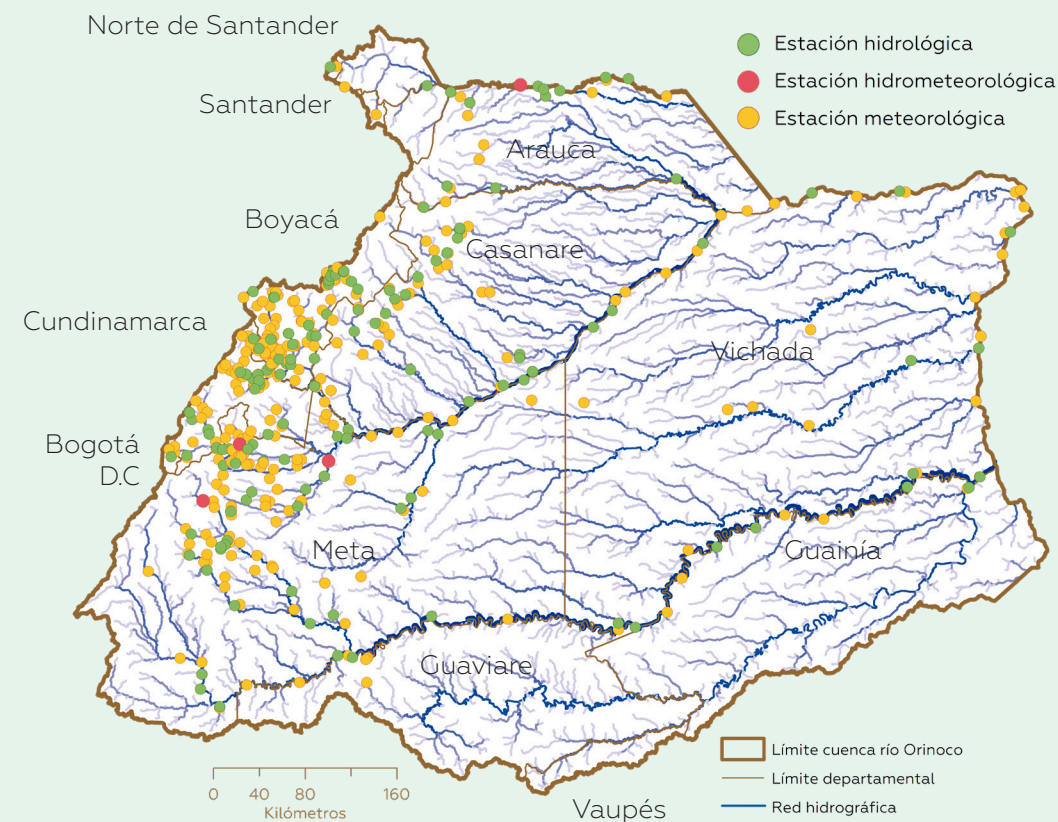 Norte de Santander
Santander
Estación hidrológica
Estación hidrometeorológica
Estación meteorológica
Arauca
Boyacá
Casanare
Cundinamarca
Vichada
Bogotá
D.C
Meta
Guainía
Guaviare
Vaupés
0 40 80 160
Kilómetros
Límite cuenca río Orinoco
Límite departamental
Red hidrográfica